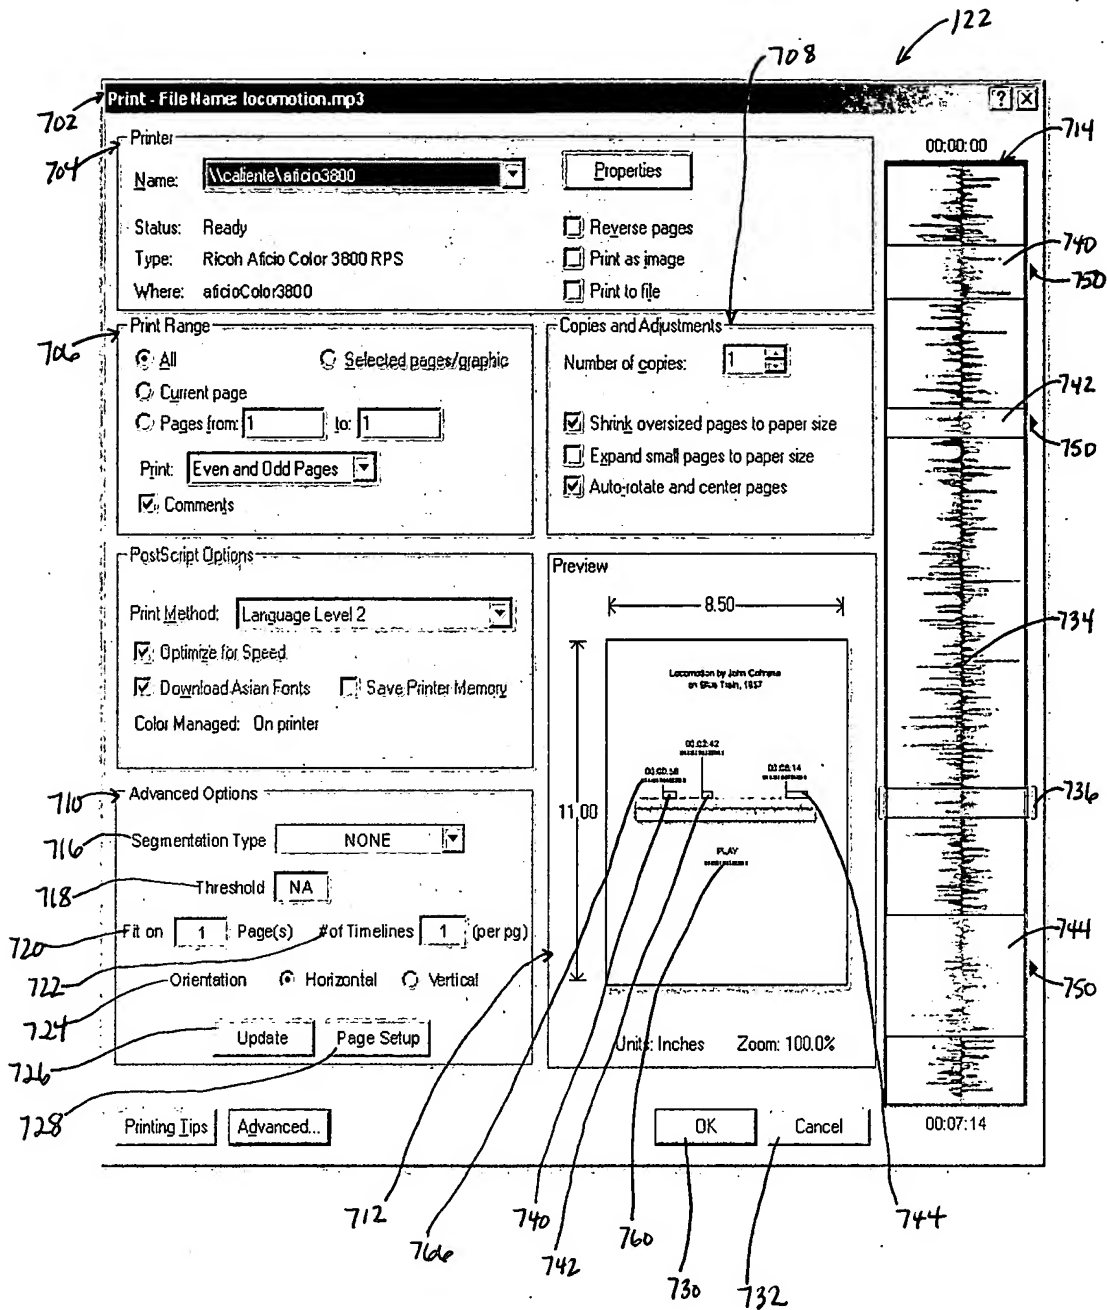 122
708
702
Print - File Name: locomotion.mp3
? X
00:00:00
714
704
Printer
Name: \\caliente\aficio3800
Properties
Status: Ready
Reverse pages
Type: Ricoh Aficio Color 3800 RPS
Print as image
Where: aficioColor3800
Print to file
740
750
706
Print Range
All
Selected pages/graphic
Current page
Pages from: 1 to: 1
Print: Even and Odd Pages
Comments
Copies and Adjustments
Number of copies: 1
Shrink oversized pages to paper size
Expand small pages to paper size
Auto-rotate and center pages
742
750
PostScript Options
Print Method: Language Level 2
Optimize for Speed
Download Asian Fonts
Save Printer Memory
Color Managed: On printer
Preview
8.50
11.00
Locomotion by John Coltrane
on Blue Train, 1957
00:02:42
00:00:58
00:06:14
PLAY
Units: Inches Zoom: 100.0%
734
736
744
750
710
Advanced Options
716
Segmentation Type NONE
718
Threshold NA
720
Fit on 1 Page(s) # of Timelines 1 (per pg)
722
724
Orientation Horizontal Vertical
726
Update
Page Setup
728
Printing Tips
Advanced...
OK
Cancel
00:07:14
712
766
740
742
760
730
732
744